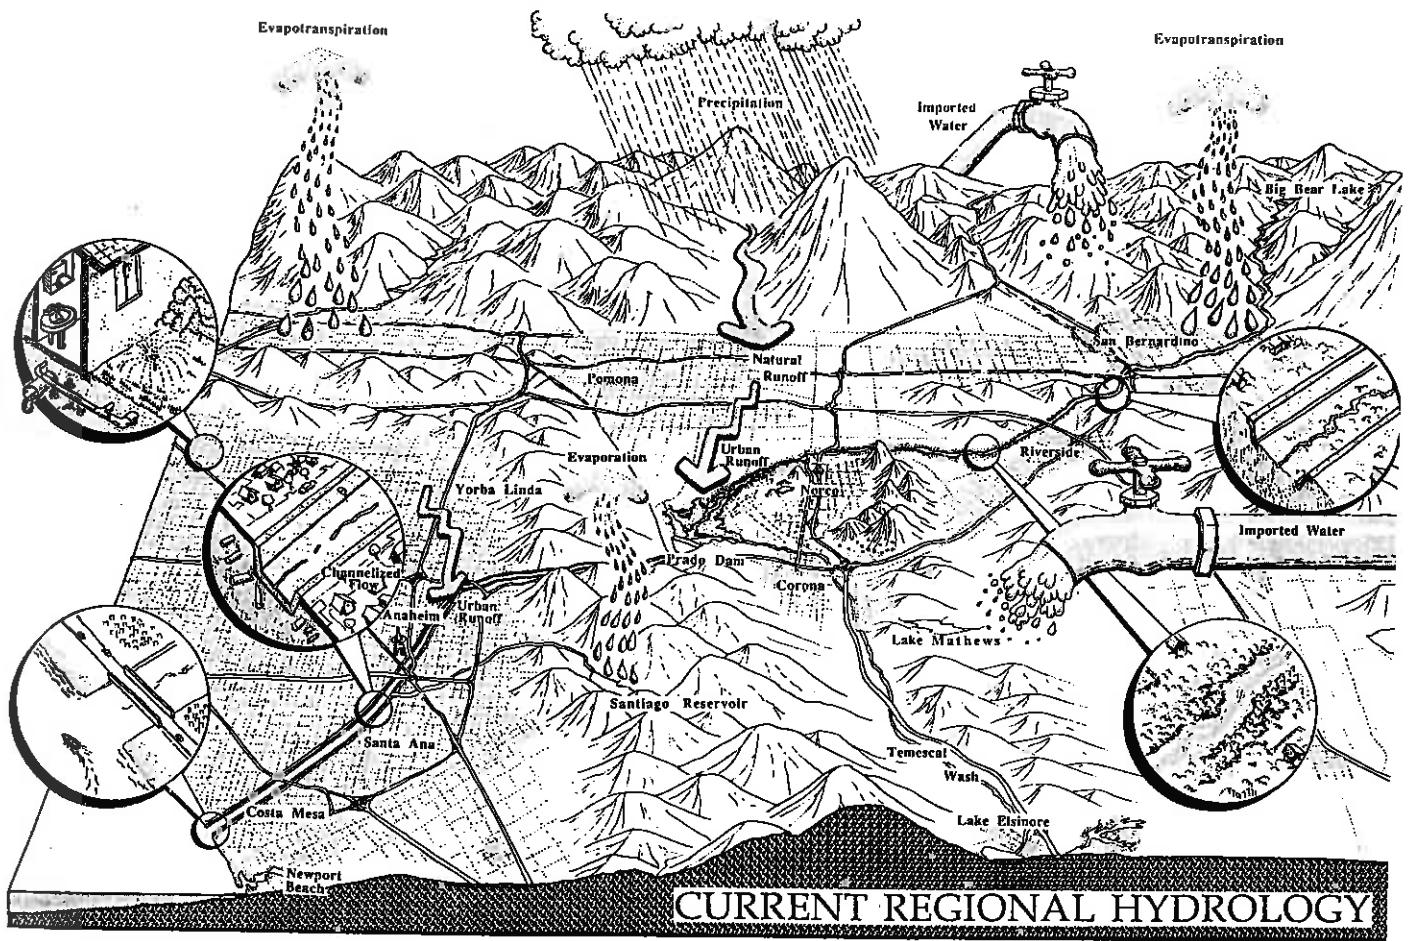 Evapotranspiration
Evapotranspiration
Precipitation
Imported
Water
Big Bear Lake
San Bernardino
Natural
Runoff
Pomona
Urban
Runoff
Riverside
Evaporation
Yorba Linda
Norco
Imported Water
Channelized
Flow
Prado Dam
Corona
Anaheim
Urban
Runoff
Lake Mathews
Santiago Reservoir
Santa Ana
Temescal
Wash
Costa Mesa
Lake Elsinore
Newport
Beach
CURRENT REGIONAL HYDROLOGY